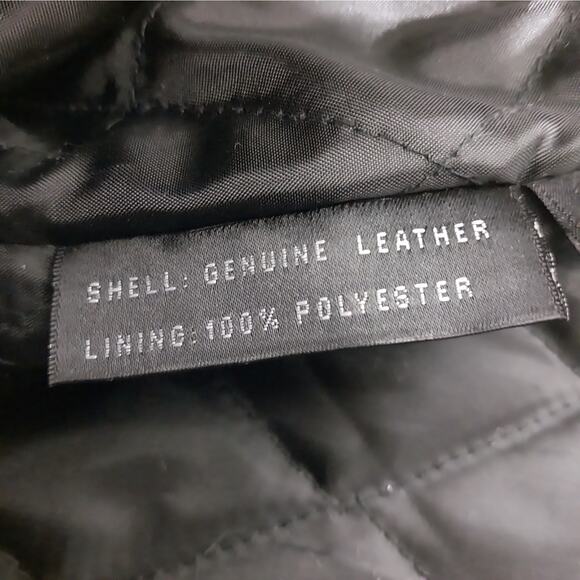 SHELL: GENUINE LEATHER
LINING:100% POLYESTER